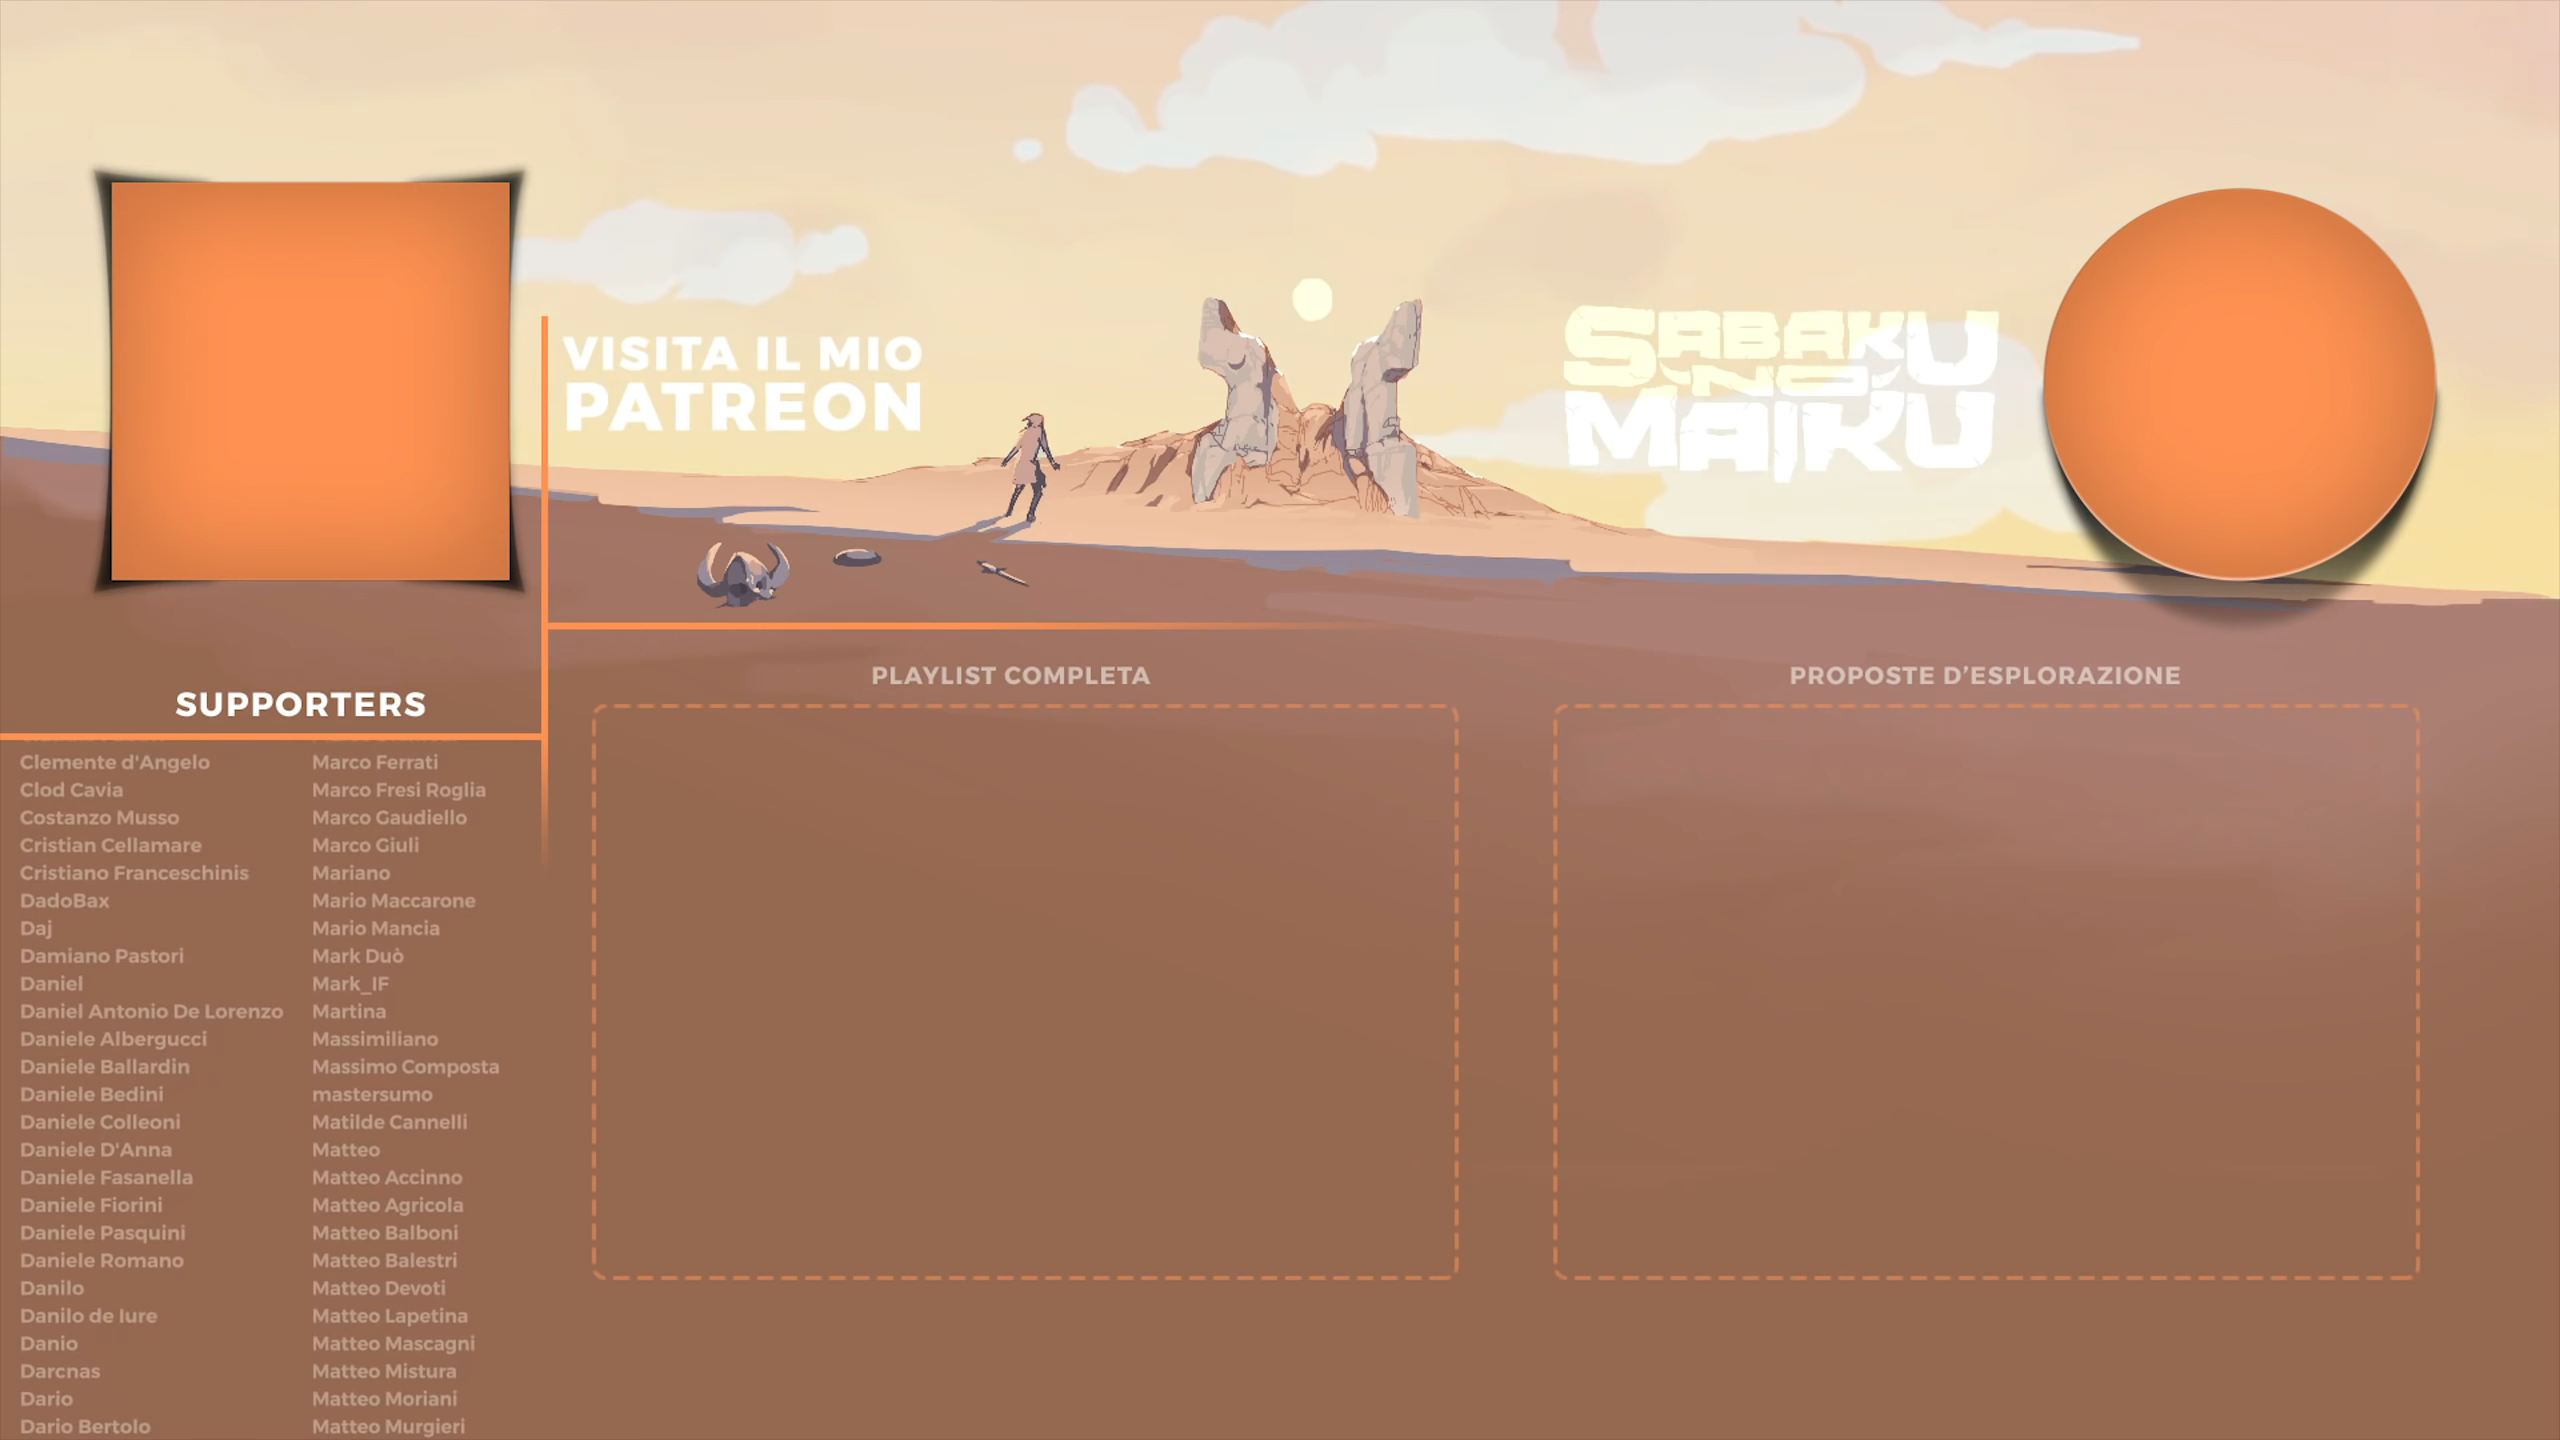 VISITA IL MIO
PATREON
SABAKU
NO
MAIKU
SUPPORTERS
Clemente d'Angelo
Clod Cavia
Costanzo Musso
Cristian Cellamare
Cristiano Franceschinis
DadoBax
Daj
Damiano Pastori
Daniel
Daniel Antonio De Lorenzo
Daniele Albergucci
Daniele Ballardin
Daniele Bedini
Daniele Colleoni
Daniele D'Anna
Daniele Fasanella
Daniele Fiorini
Daniele Pasquini
Daniele Romano
Danilo
Danilo de Iure
Danio
Darcnas
Dario
Dario Bertolo
Marco Ferrati
Marco Fresi Roglia
Marco Gaudiello
Marco Giuli
Mariano
Mario Maccarone
Mario Mancia
Mark Duò
Mark_IF
Martina
Massimiliano
Massimo Composta
mastersumo
Matilde Cannelli
Matteo
Matteo Accinno
Matteo Agricola
Matteo Balboni
Matteo Balestri
Matteo Devoti
Matteo Lapetina
Matteo Mascagni
Matteo Mistura
Matteo Moriani
Matteo Murgieri
PLAYLIST COMPLETA
PROPOSTE D'ESPLORAZIONE